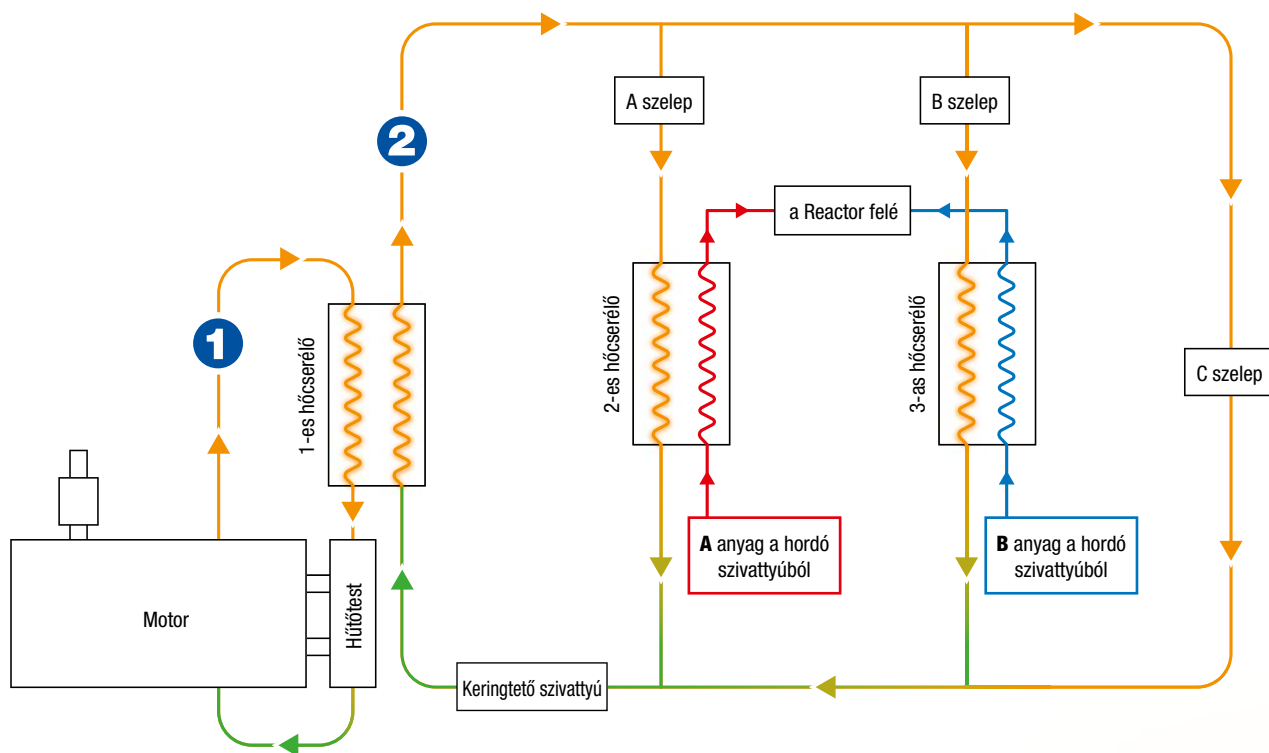 2
A szelep
B szelep
a Reactor felé
1
1-es hőcserélő
2-es hőcserélő
3-as hőcserélő
C szelep
A anyag a hordó
szivattyúból
B anyag a hordó
szivattyúból
Motor
Hűtőtest
Keringtető szivattyú